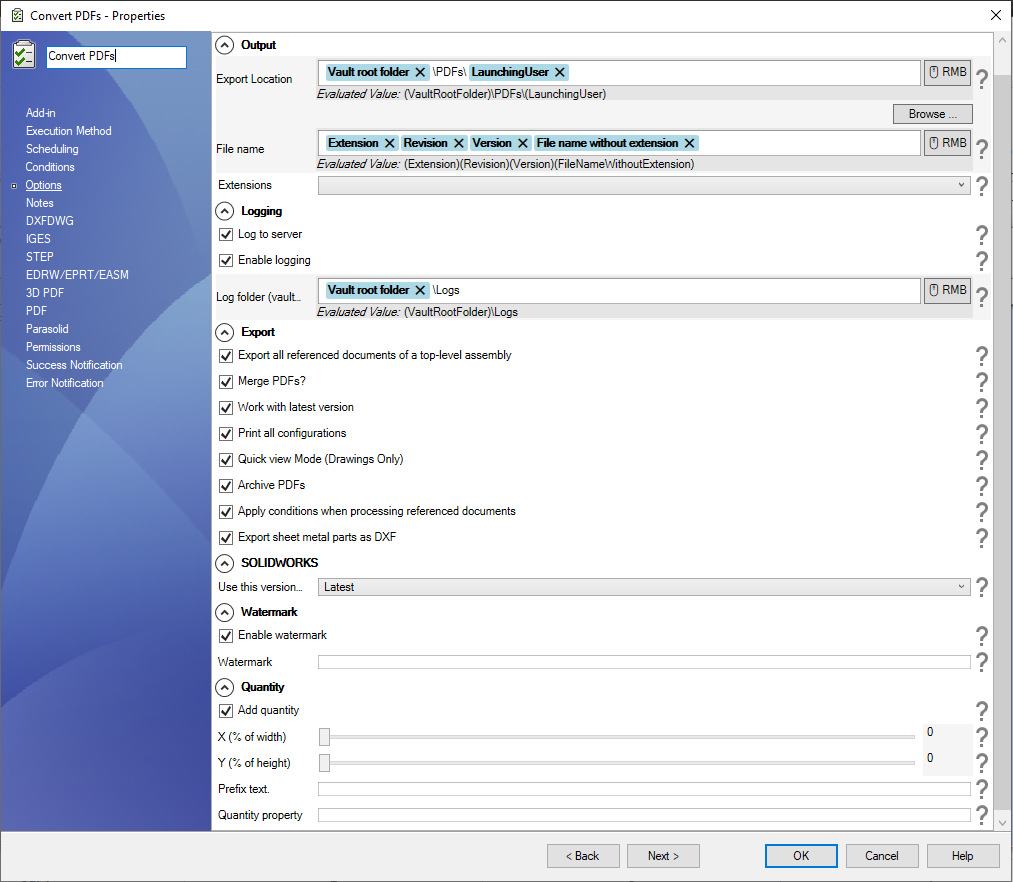 Convert PDFs - Properties
Convert PDFs
Add-in
Execution Method
Scheduling
Conditions
Options
Notes
DXFDWG
IGES
STEP
EDRW/EPRT/EASM
3D PDF
PDF
Parasolid
Permissions
Success Notification
Error Notification
Output
Export Location Vault root folder \PDFs\ LaunchingUser RMB ?
Evaluated Value: (VaultRootFolder)\PDFs\(LaunchingUser)
Browse ...
File name Extension Revision Version File name without extension RMB ?
Evaluated Value: (Extension)(Revision)(Version)(FileNameWithoutExtension)
Extensions ?
Logging
Log to server ?
Enable logging ?
Log folder (vault... Vault root folder \Logs RMB ?
Evaluated Value: (VaultRootFolder)\Logs
Export
Export all referenced documents of a top-level assembly ?
Merge PDFs? ?
Work with latest version ?
Print all configurations ?
Quick view Mode (Drawings Only) ?
Archive PDFs ?
Apply conditions when processing referenced documents ?
Export sheet metal parts as DXF ?
SOLIDWORKS
Use this version... Latest ?
Watermark
Enable watermark ?
Watermark ?
Quantity
Add quantity ?
X (% of width) 0 ?
Y (% of height) 0 ?
Prefix text. ?
Quantity property ?
< Back Next > OK Cancel Help